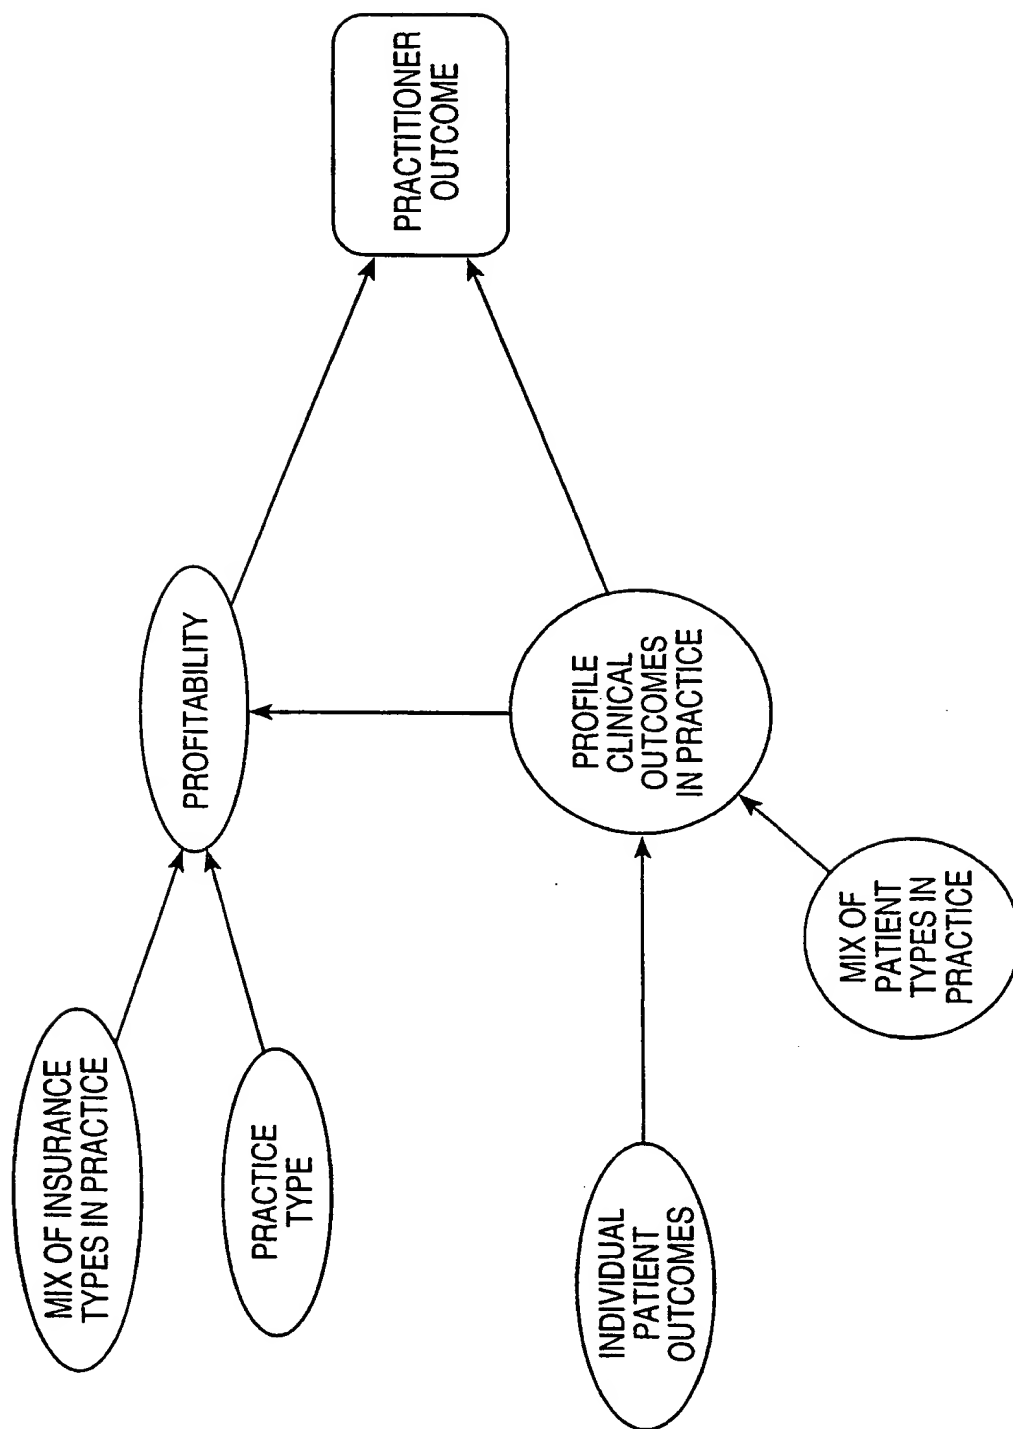 MIX OF INSURANCE
TYPES IN PRACTICE
PRACTICE
TYPE
PROFITABILITY
PRACTITIONER
OUTCOME
INDIVIDUAL
PATIENT
OUTCOMES
PROFILE
CLINICAL
OUTCOMES
IN PRACTICE
MIX OF
PATIENT
TYPES IN
PRACTICE